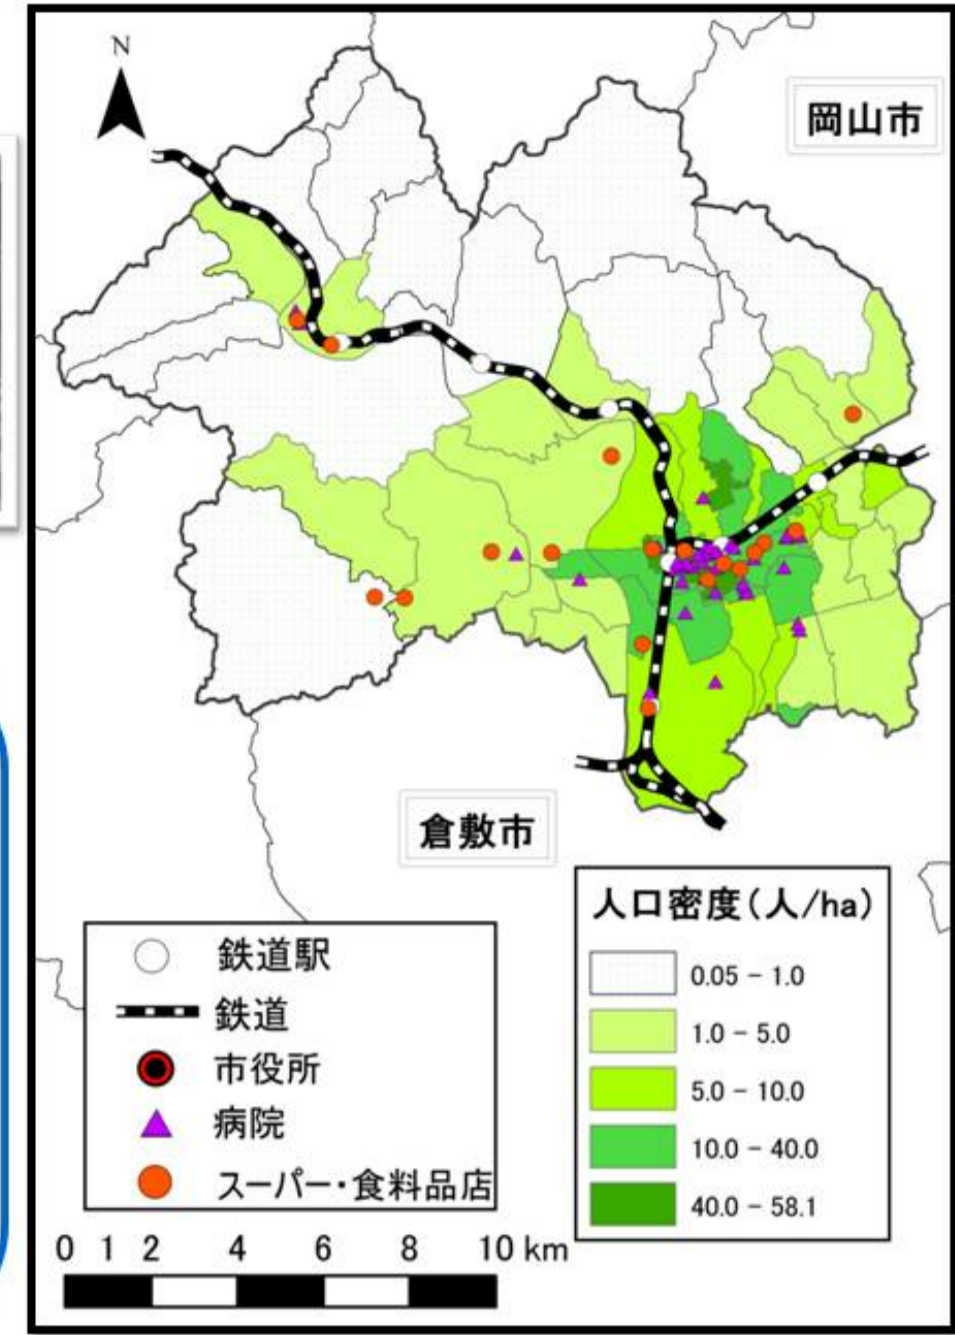 N
岡山市
倉敷市
人口密度(人/ha)
0.05 - 1.0
1.0 - 5.0
5.0 - 10.0
10.0 - 40.0
40.0 - 58.1
鉄道駅
鉄道
市役所
病院
スーパー・食料品店
0 1 2 4 6 8 10 km